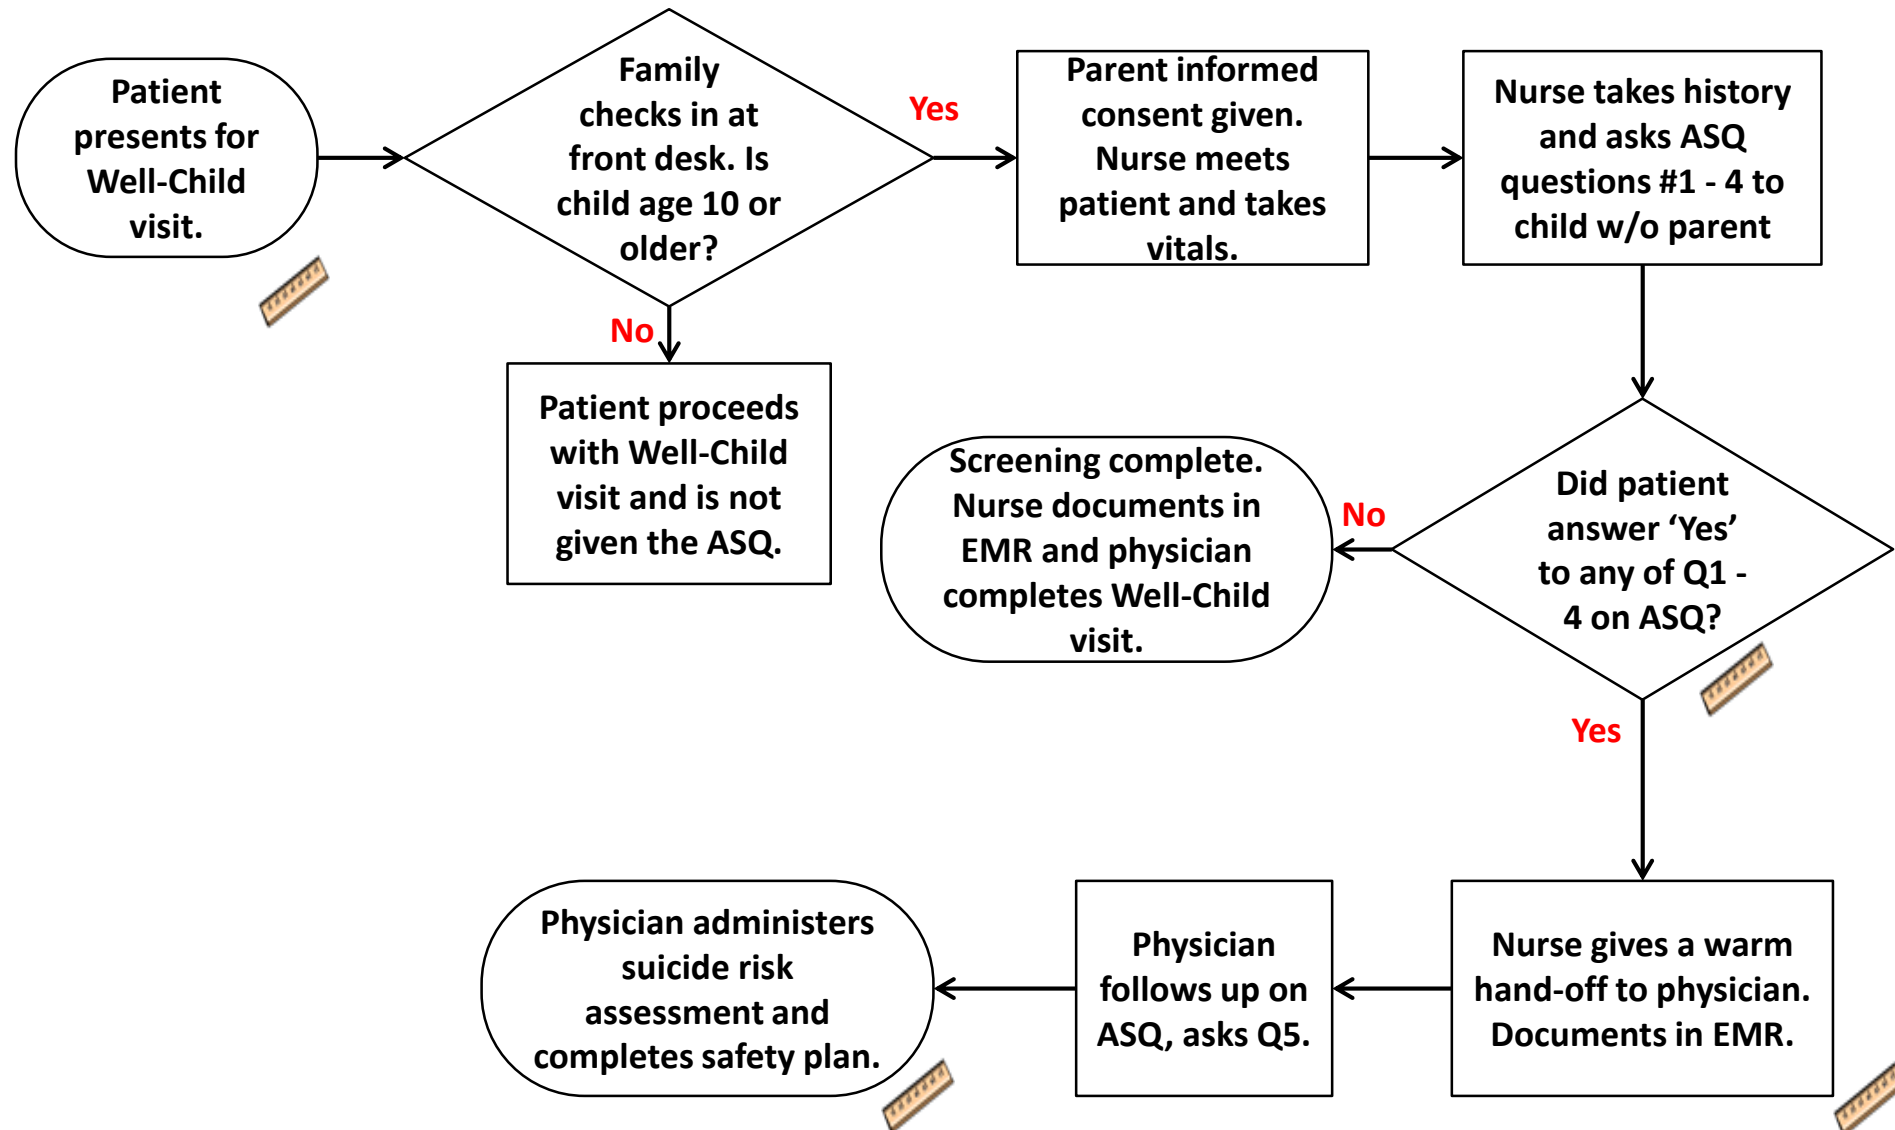 Patient
presents for
Well-Child
visit.
Family
checks in at
front desk. Is
child age 10 or
older?
Yes
Parent informed
consent given.
Nurse meets
patient and takes
vitals.
Nurse takes history
and asks ASQ
questions #1 - 4 to
child w/o parent
No
Patient proceeds
with Well-Child
visit and is not
given the ASQ.
Screening complete.
Nurse documents in
EMR and physician
completes Well-Child
visit.
No
Did patient
answer ‘Yes’
to any of Q1 -
4 on ASQ?
Yes
Physician administers
suicide risk
assessment and
completes safety plan.
Physician
follows up on
ASQ, asks Q5.
Nurse gives a warm
hand-off to physician.
Documents in EMR.